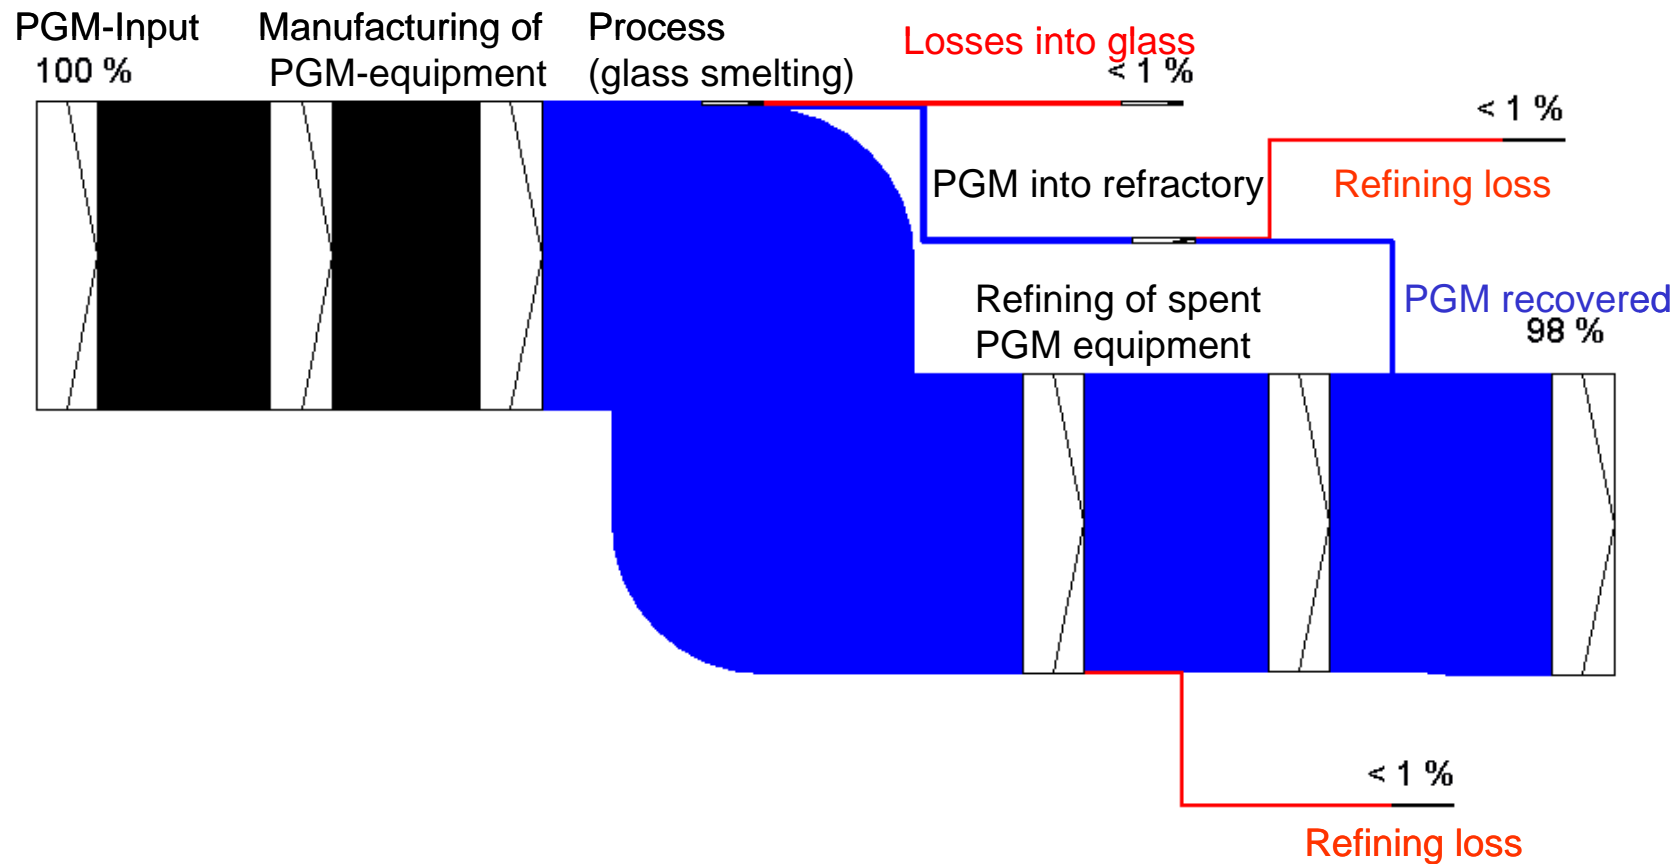 PGM-Input
100 %
Manufacturing of
PGM-equipment
Process
(glass smelting)
Losses into glass
< 1 %
< 1 %
PGM into refractory
Refining loss
Refining of spent
PGM equipment
PGM recovered
98 %
< 1 %
Refining loss